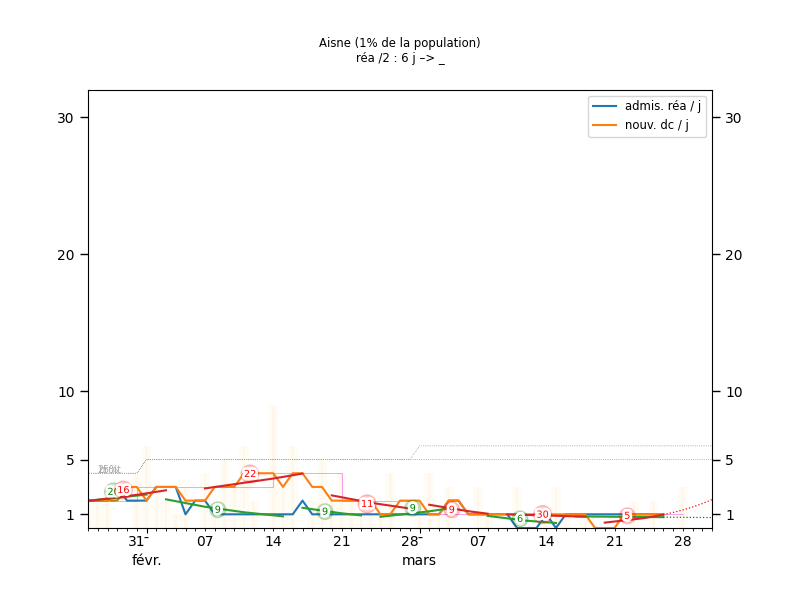 Aisne (1% de la population)
réa /2 : 6 j –> _
admis. réa / j
nouv. dc / j
30 30
20 20
10 10
5 5
1 1
22
16
11
9
9
9
9
6
30
5
31 07 14 21 28 07 14 21 28
févr. mars